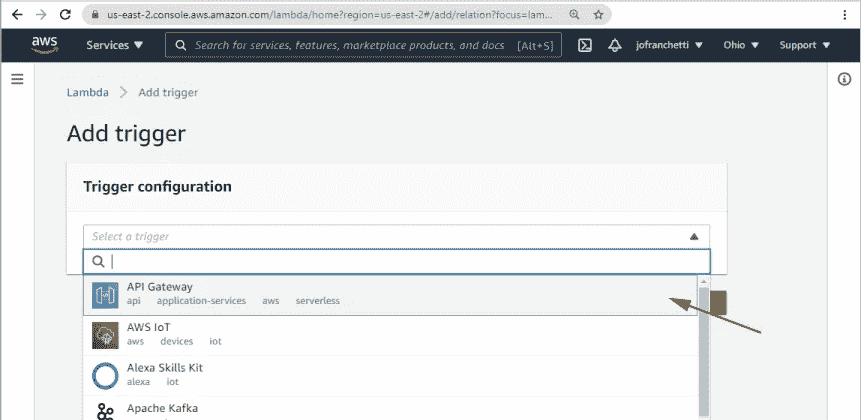 us-east-2.console.aws.amazon.com/lambda/home?region=us-east-2#/add/relation?focus=lam...
aws Services Search for services, features, marketplace products, and docs [Alt+S] jofranchetti Ohio Support
Lambda > Add trigger
Add trigger
Trigger configuration
Select a trigger
API Gateway
api application-services aws serverless
AWS IoT
aws devices iot
Alexa Skills Kit
alexa iot
Apache Kafka